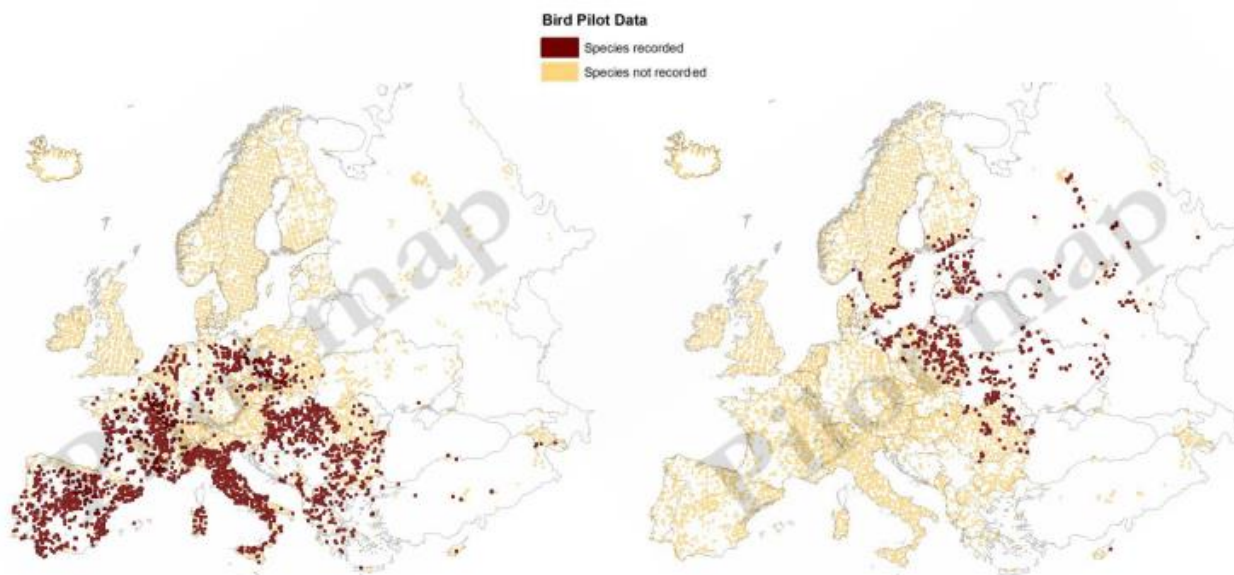 Bird Pilot Data
Species recorded
Species not recorded
Pilot map
Pilot map